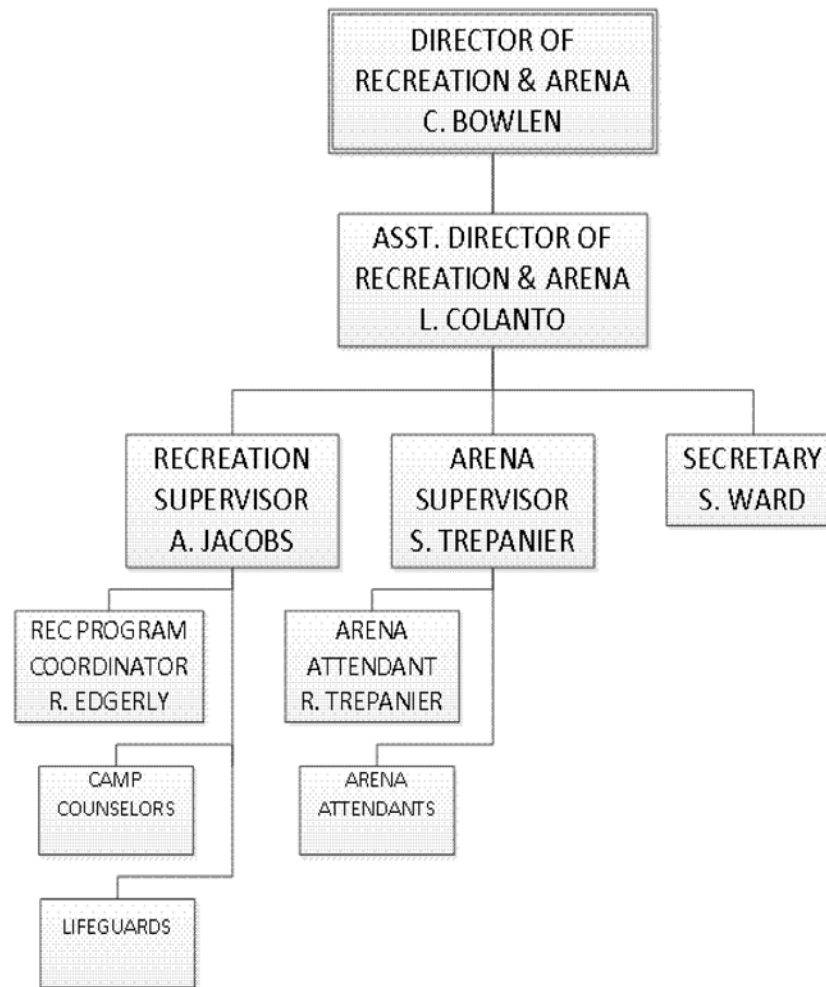 DIRECTOR OF
RECREATION & ARENA
C. BOWLEN
ASST. DIRECTOR OF
RECREATION & ARENA
L. COLANTO
RECREATION
SUPERVISOR
A. JACOBS
ARENA
SUPERVISOR
S. TREPANIER
SECRETARY
S. WARD
REC PROGRAM
COORDINATOR
R. EDGERLY
ARENA
ATTENDANT
R. TREPANIER
CAMP
COUNSELORS
ARENA
ATTENDANTS
LIFEGUARDS